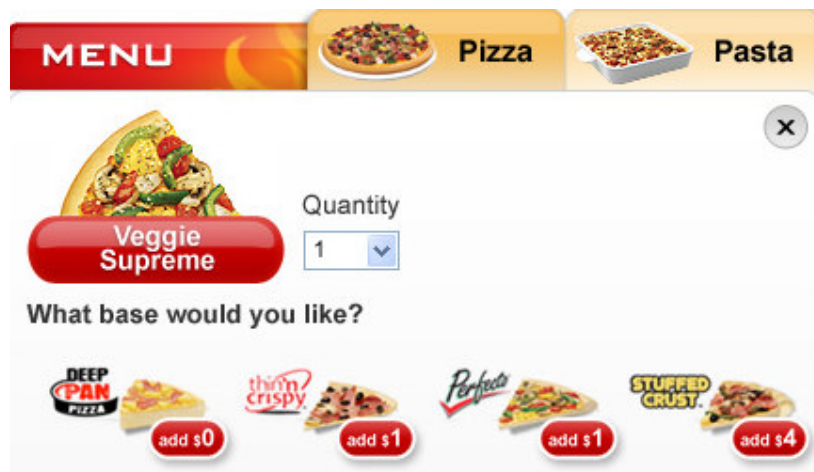 MENU
Pizza
Pasta
x
Quantity
1
Veggie
Supreme
What base would you like?
DEEP
PAN
PIZZA
add $0
thin'n
crispy
add $1
Perfecto
add $1
STUFFED
CRUST
add $4